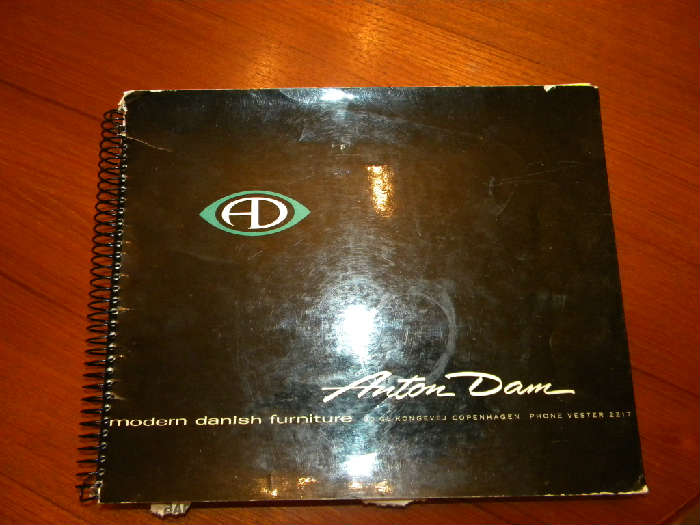 AD
Anton Dam
modern danish furniture GL. KONGEVEJ COPENHAGEN PHONE VESTER 2217